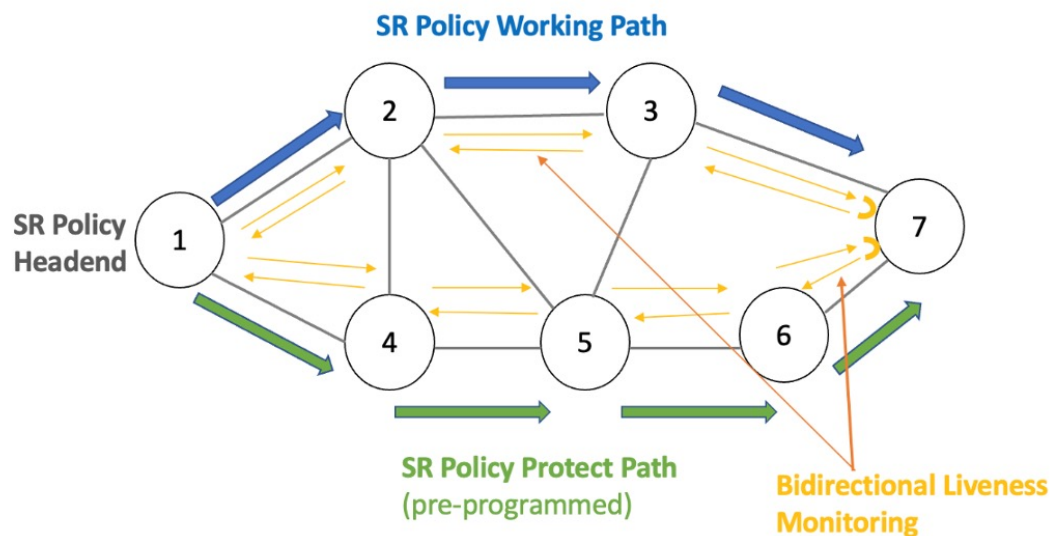 SR Policy Working Path
2
3
SR Policy
Headend
1
7
4
5
6
SR Policy Protect Path
(pre-programmed)
Bidirectional Liveness
Monitoring